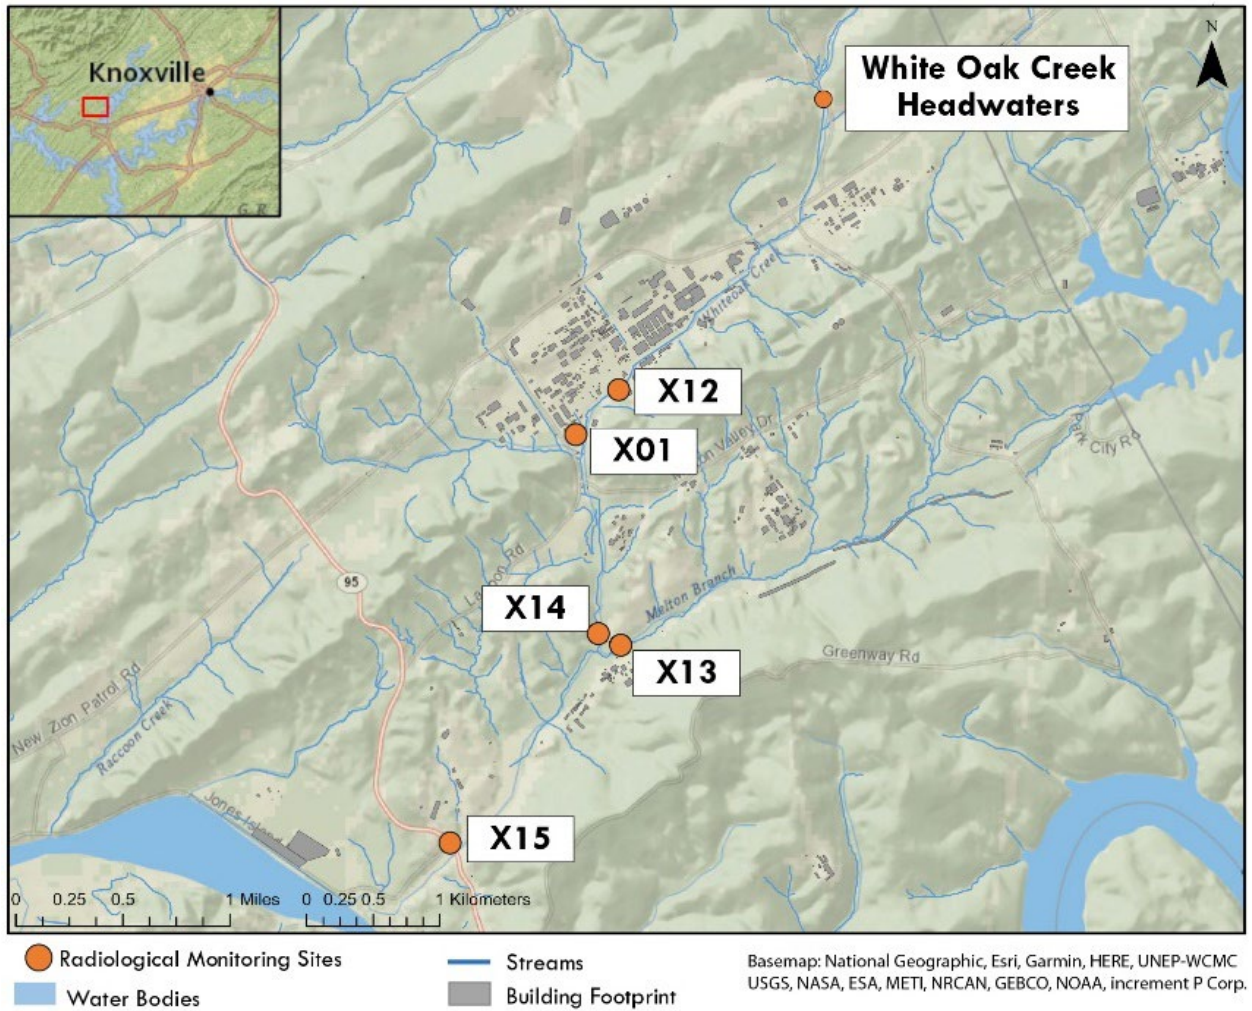 Knoxville
G. R.
N
White Oak Creek
Headwaters
Whiteoak Creek
X12
X01
Valley Dr
Park City Rd
95
X14
Melton Branch
X13
Greenway Rd
New Zion Patrol Rd
Raccoon Creek
Jones Island
X15
0 0.25 0.5 1 Miles
0 0.25 0.5 1 Kilometers
Radiological Monitoring Sites
Water Bodies
Streams
Building Footprint
Basemap: National Geographic, Esri, Garmin, HERE, UNEP-WCMC
USGS, NASA, ESA, METI, NRCAN, GEBCO, NOAA, increment P Corp.